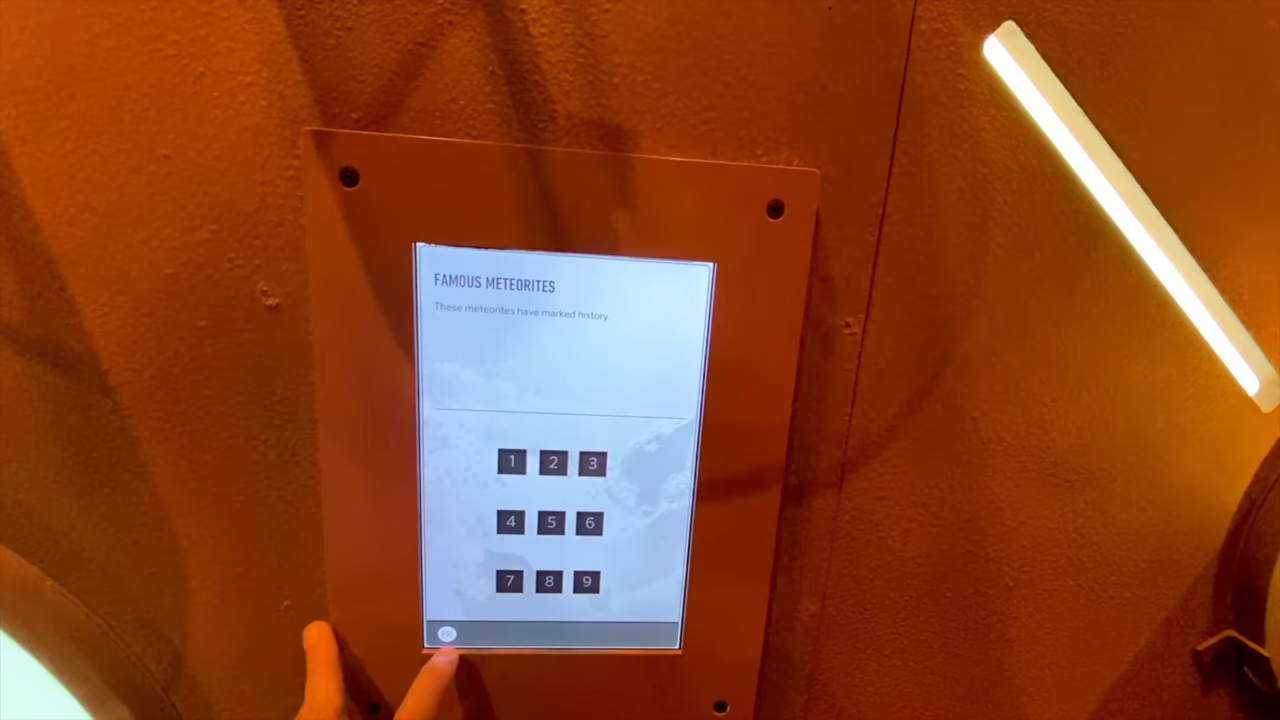 FAMOUS METEORITES
These meteorites have marked history.
1 2 3
4 5 6
7 8 9
FR